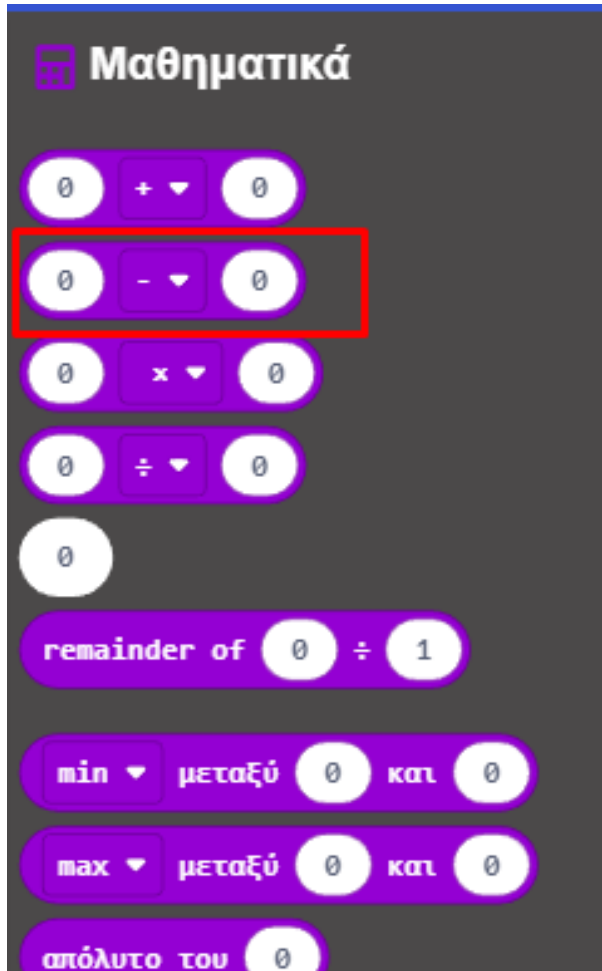 Μαθηματικά
0 + 0
0 - 0
0 x 0
0 ÷ 0
0
remainder of 0 ÷ 1
min μεταξύ 0 και 0
max μεταξύ 0 και 0
απόλυτο του 0